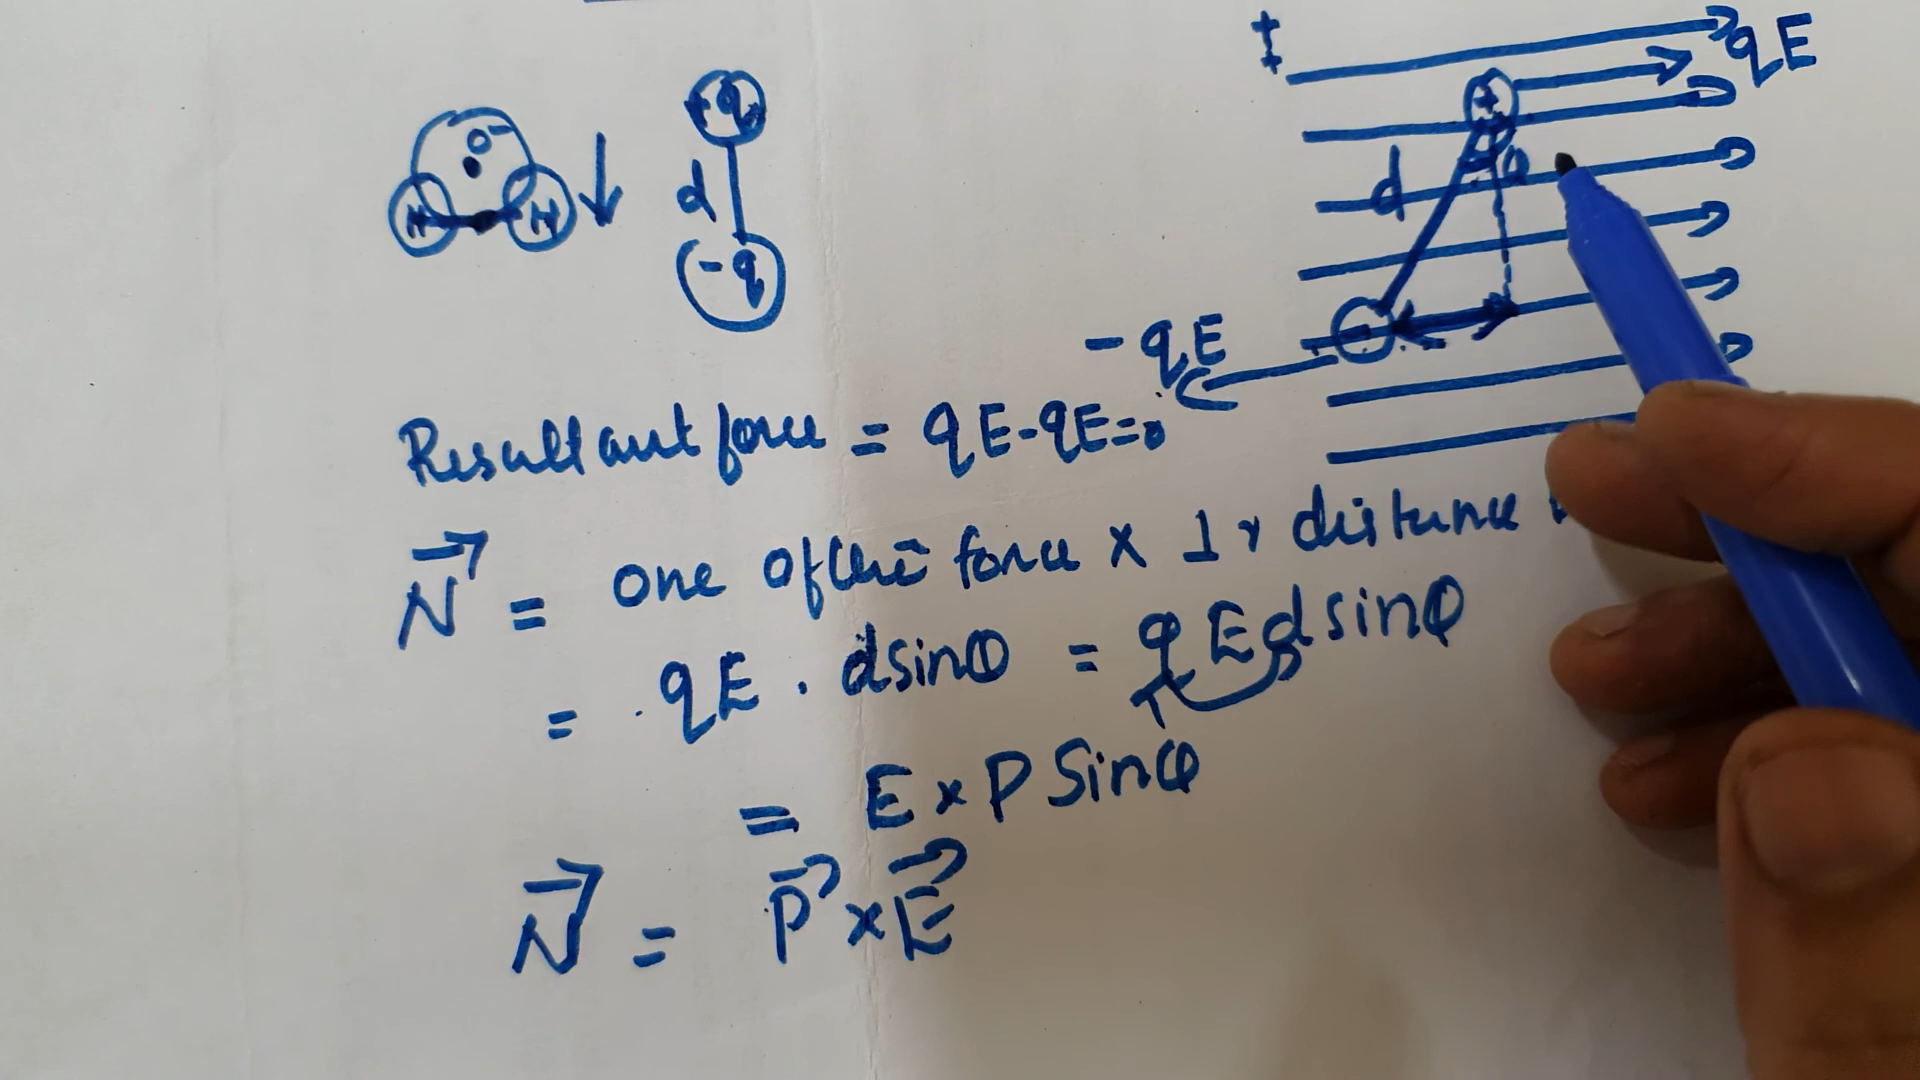 O-
H H
+q
d
-q
+
+
qE
d
-
-qE
Resultant force = qE-qE=0
N = one of the force x ⊥r distance
= qE . dsinθ = qEdsinθ
= E x P Sinθ
N = P x E